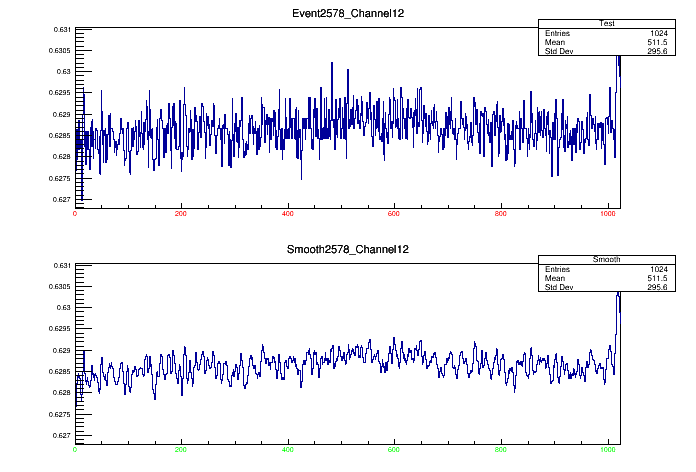 Event2578_Channel12
Test
Entries 1024
Mean 511.5
Std Dev 295.6
0.631
0.6305
0.63
0.6295
0.629
0.6285
0.628
0.6275
0.627
0 200 400 600 800 1000
Smooth2578_Channel12
Smooth
Entries 1024
Mean 511.5
Std Dev 295.6
0.631
0.6305
0.63
0.6295
0.629
0.6285
0.628
0.6275
0.627
0 200 400 600 800 1000